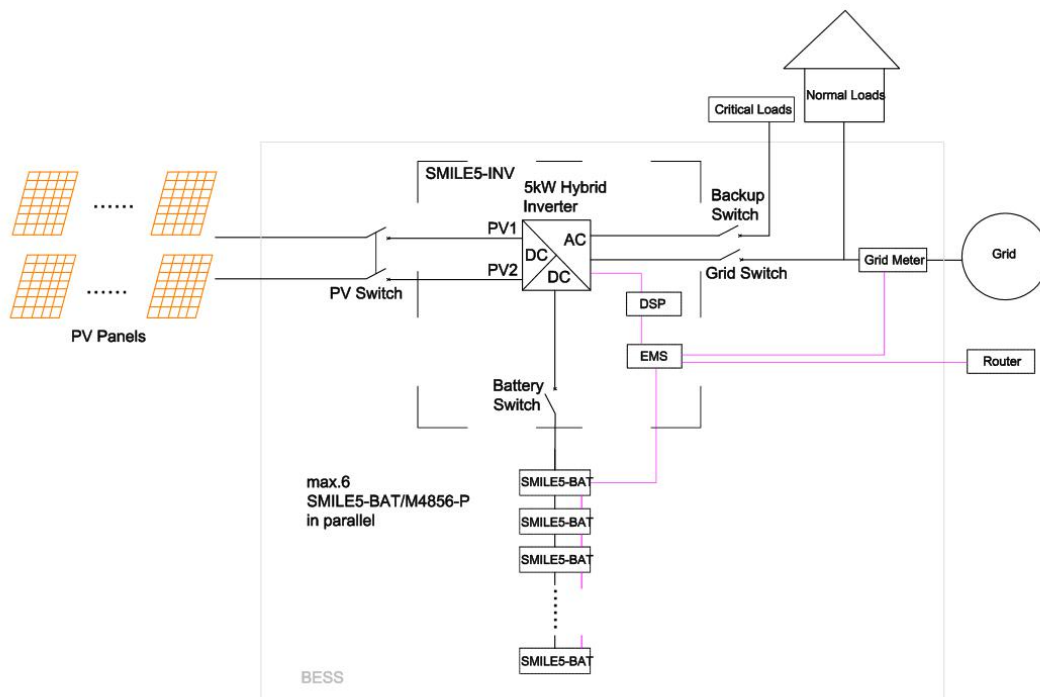 Critical Loads
Normal Loads
SMILE5-INV
5kW Hybrid
Inverter
Backup
Switch
PV1
AC
DC
PV2
DC
PV Switch
Grid Switch
Grid Meter
Grid
PV Panels
DSP
EMS
Router
Battery
Switch
max.6
SMILE5-BAT/M4856-P
in parallel
SMILE5-BAT
SMILE5-BAT
SMILE5-BAT
SMILE5-BAT
BESS